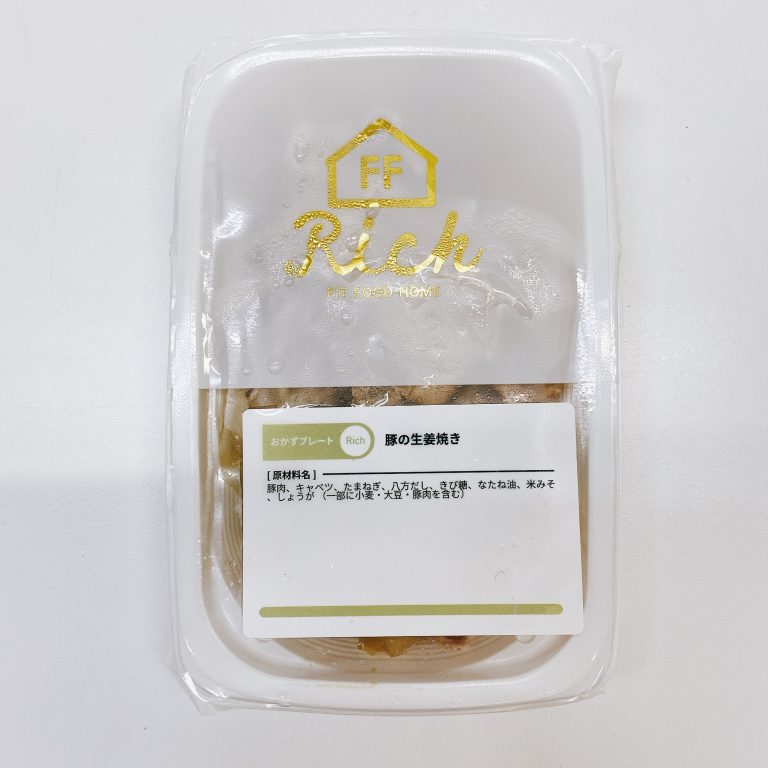 FF
Rich
FIT FOOD HOME
おかずプレート Rich 豚の生姜焼き
[ 原材料名 ]
豚肉、キャベツ、たまねぎ、八方だし、きび糖、なたね油、米みそ
、しょうが （一部に小麦・大豆・豚肉を含む）